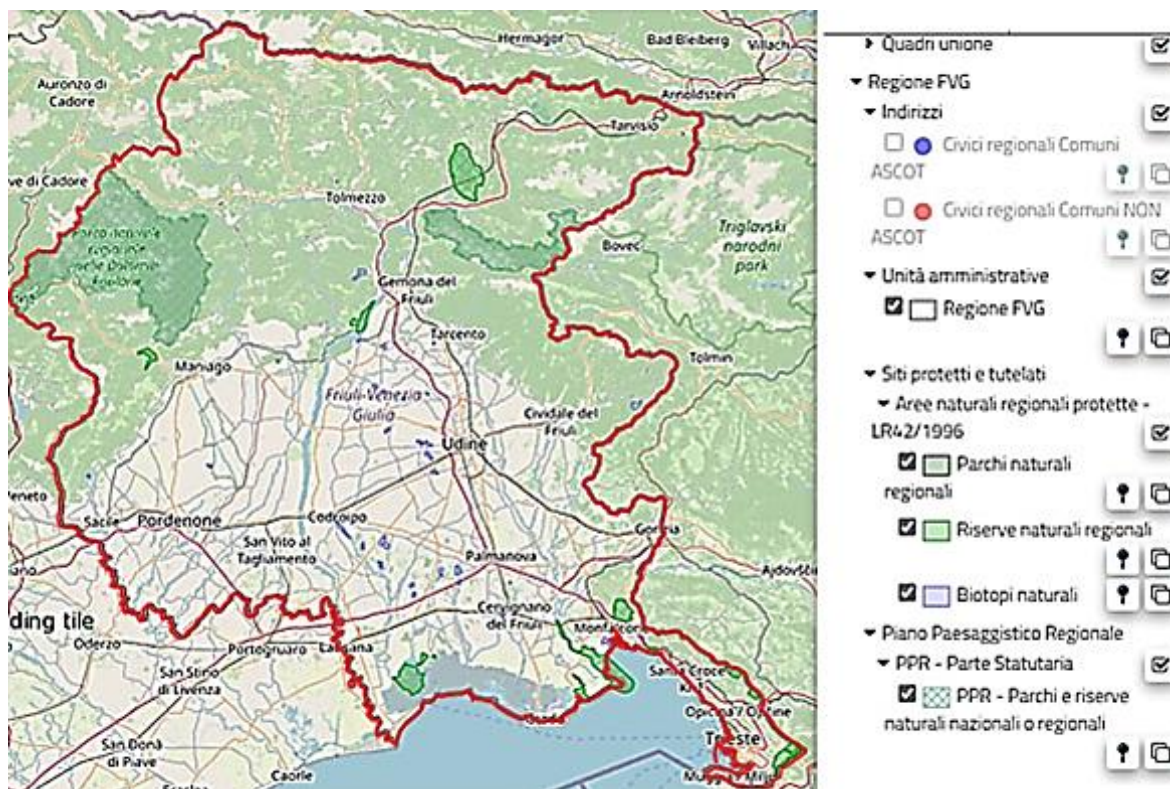 Hermagor
Bad Bleiberg
Villach
Auronzo di
Cadore
Arnoldstein
Tarvisio
ve di Cadore
Tolmezzo
Triglavski
narodni
park
Bovec
Gemona del
Friuli
Tarcento
Tolmin
Maniago
Friuli-Venezia
Giulia
Cividale del
Friuli
Udine
Veneto
Sacile
Pordenone
Codroipo
San Vito al
Tagliamento
Gorizia
Palmanova
Ajdovšči
ding tile
Oderzo
Portogruaro
Latisana
Cervignano
del Friuli
Monfalcone
San Stino
di Livenza
Santa Croce
Grado
Trieste
San Donà
di Piave
Caorle
Quadri unione
Regione FVG
Indirizzi
Civici regionali Comuni
ASCOT
Civici regionali Comuni NON
ASCOT
Unità amministrative
Regione FVG
Siti protetti e tutelati
Aree naturali regionali protette -
LR42/1996
Parchi naturali
regionali
Riserve naturali regionali
Biotopi naturali
Piano Paesaggistico Regionale
PPR - Parte Statutaria
PPR - Parchi e riserve
naturali nazionali o regionali